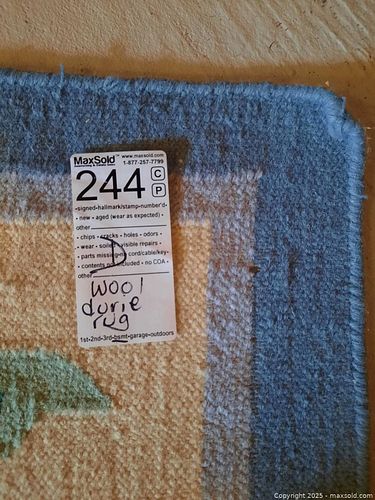 MaxSold™ www.maxsold.com
1-877-257-7799
244 C
P
•signed•hallmark/stamp•number'd•
• new • aged (wear as expected) •
other
• chips • cracks • holes • odors •
• wear • soiled visible repairs •
• parts missing•no cord/cable/key•
• contents not included • no COA •
other
wool
durie
rug
1st•2nd•3rd•bsmt•garage•outdoors
Copyright 2025 - maxsold.com